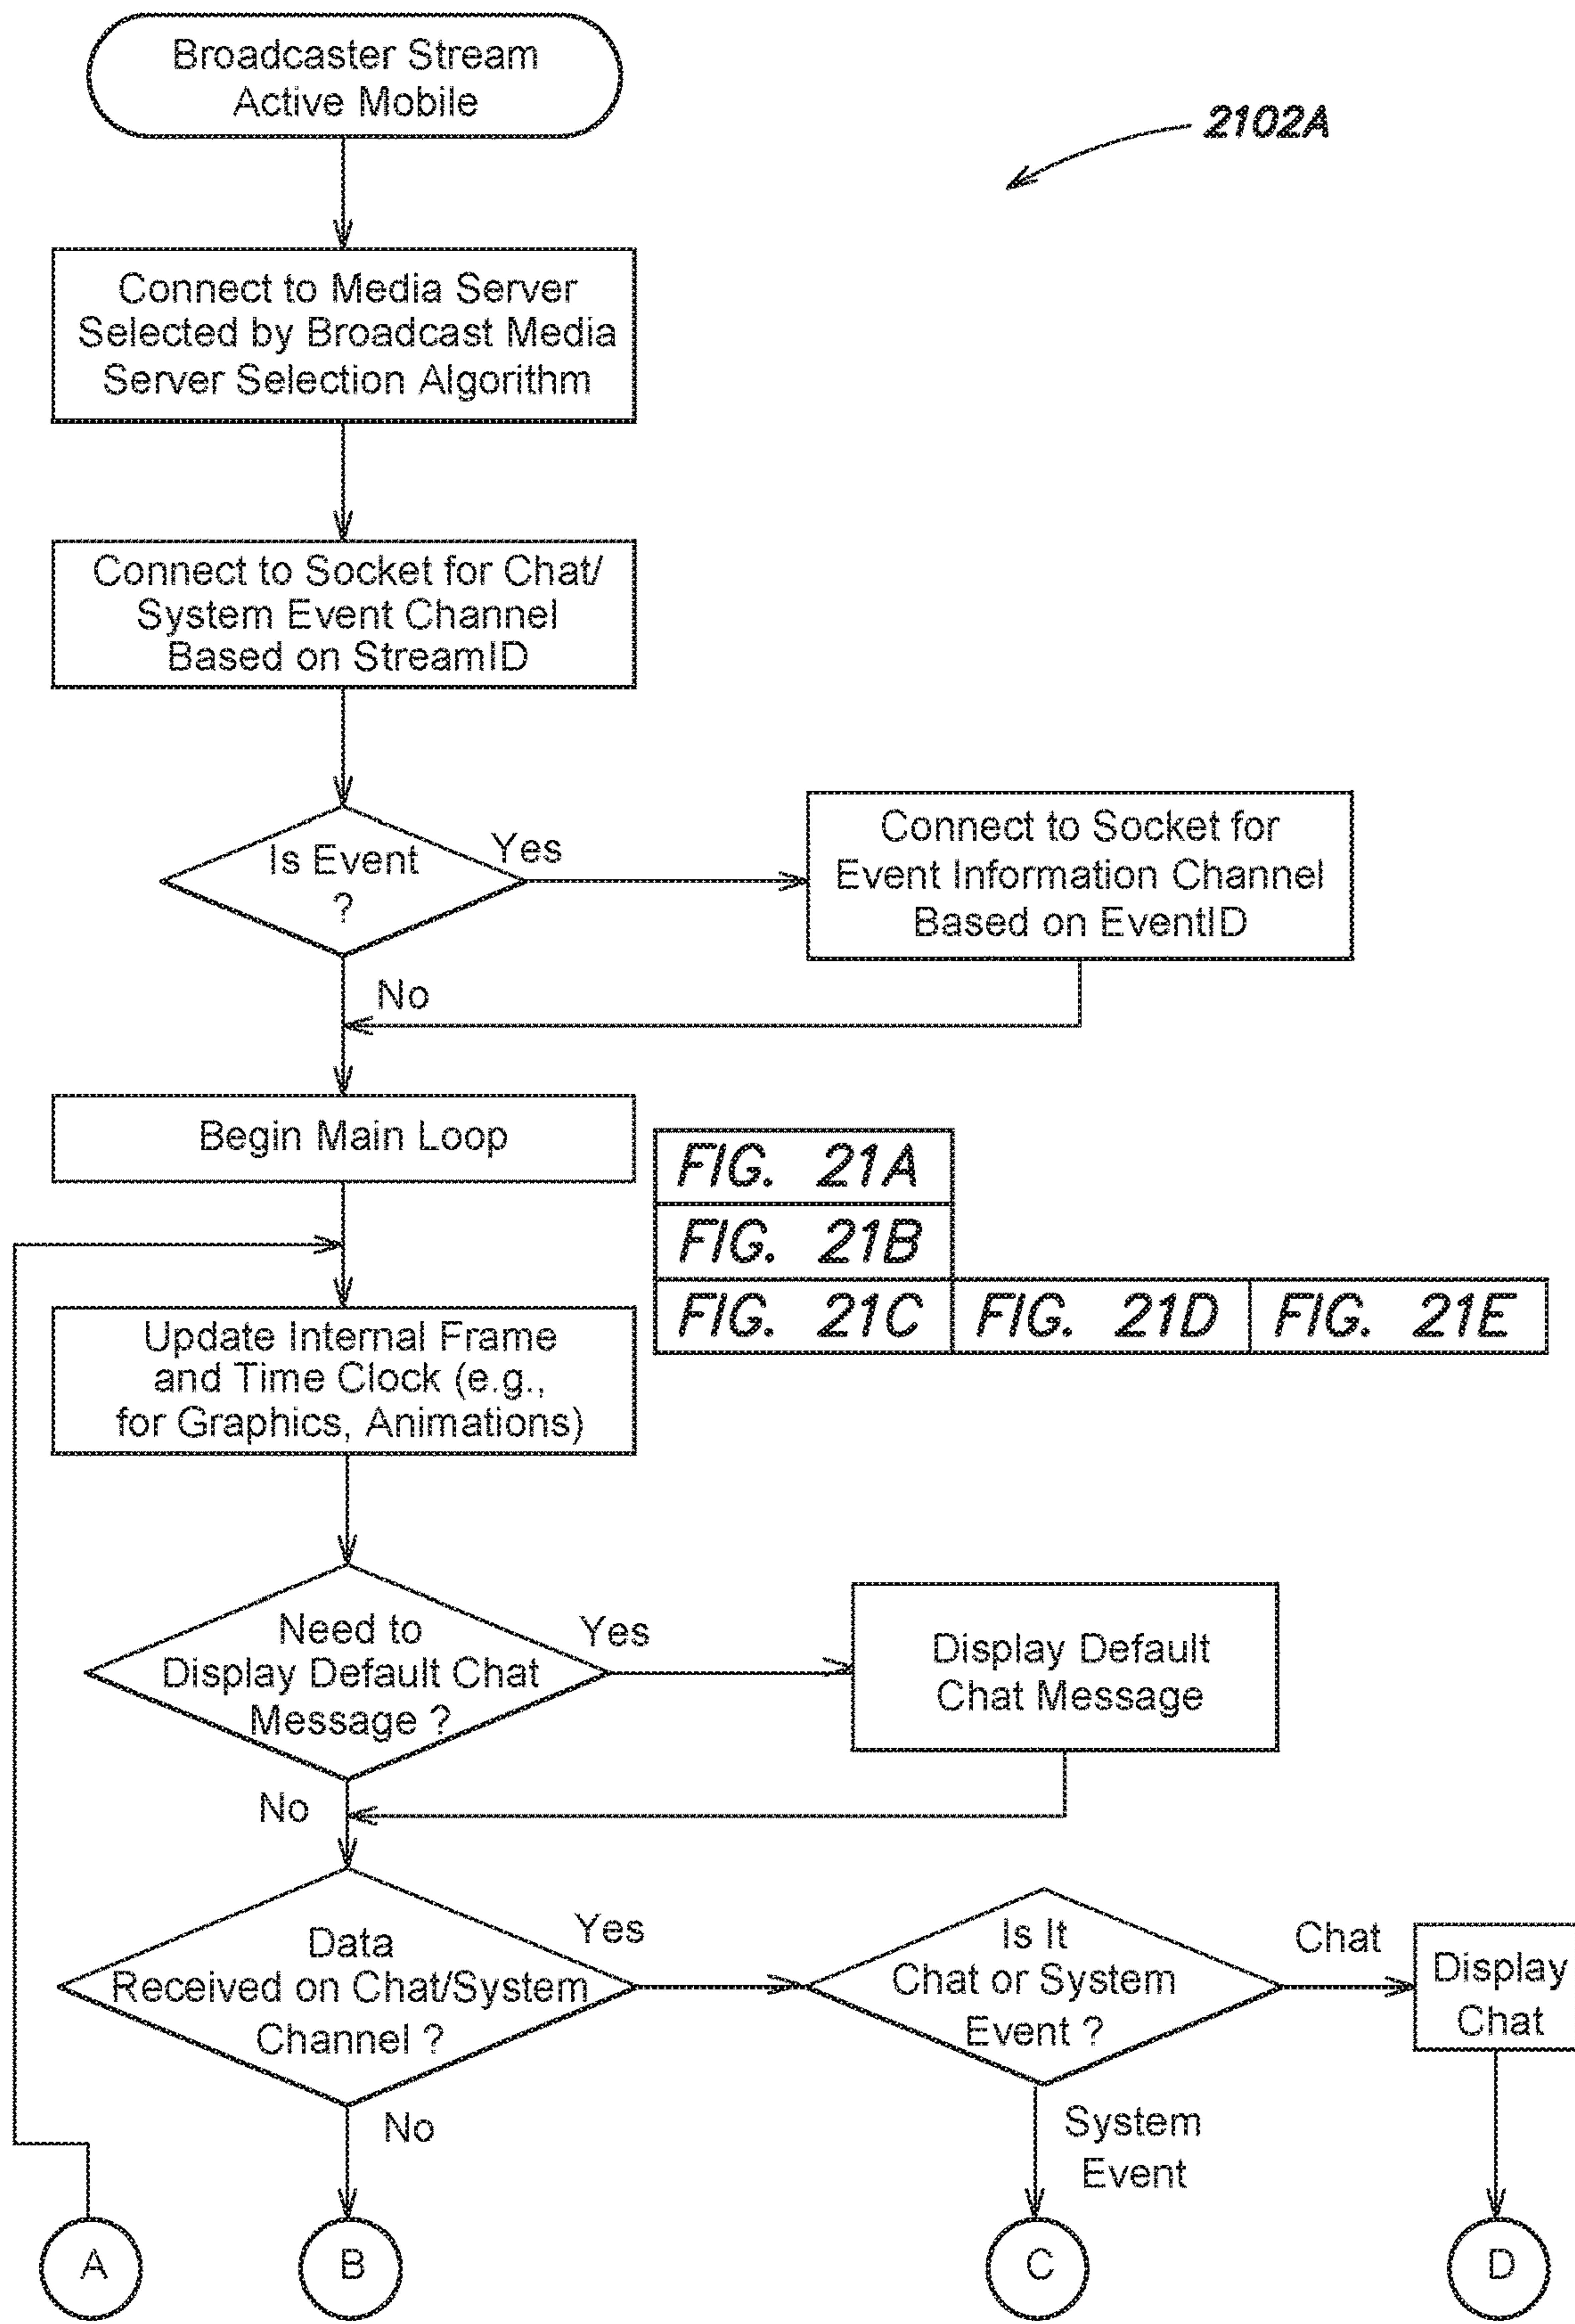 Broadcaster Stream
Active Mobile
2102A
Connect to Media Server
Selected by Broadcast Media
Server Selection Algorithm
Connect to Socket for Chat/
System Event Channel
Based on StreamID
Is Event
?
Yes
Connect to Socket for
Event Information Channel
Based on EventID
No
Begin Main Loop
FIG. 21A
FIG. 21B
FIG. 21C
FIG. 21D
FIG. 21E
Update Internal Frame
and Time Clock (e.g.,
for Graphics, Animations)
Need to
Display Default Chat
Message ?
Yes
Display Default
Chat Message
No
Data
Received on Chat/System
Channel ?
Yes
Is It
Chat or System
Event ?
Chat
Display
Chat
No
System
Event
A
B
C
D